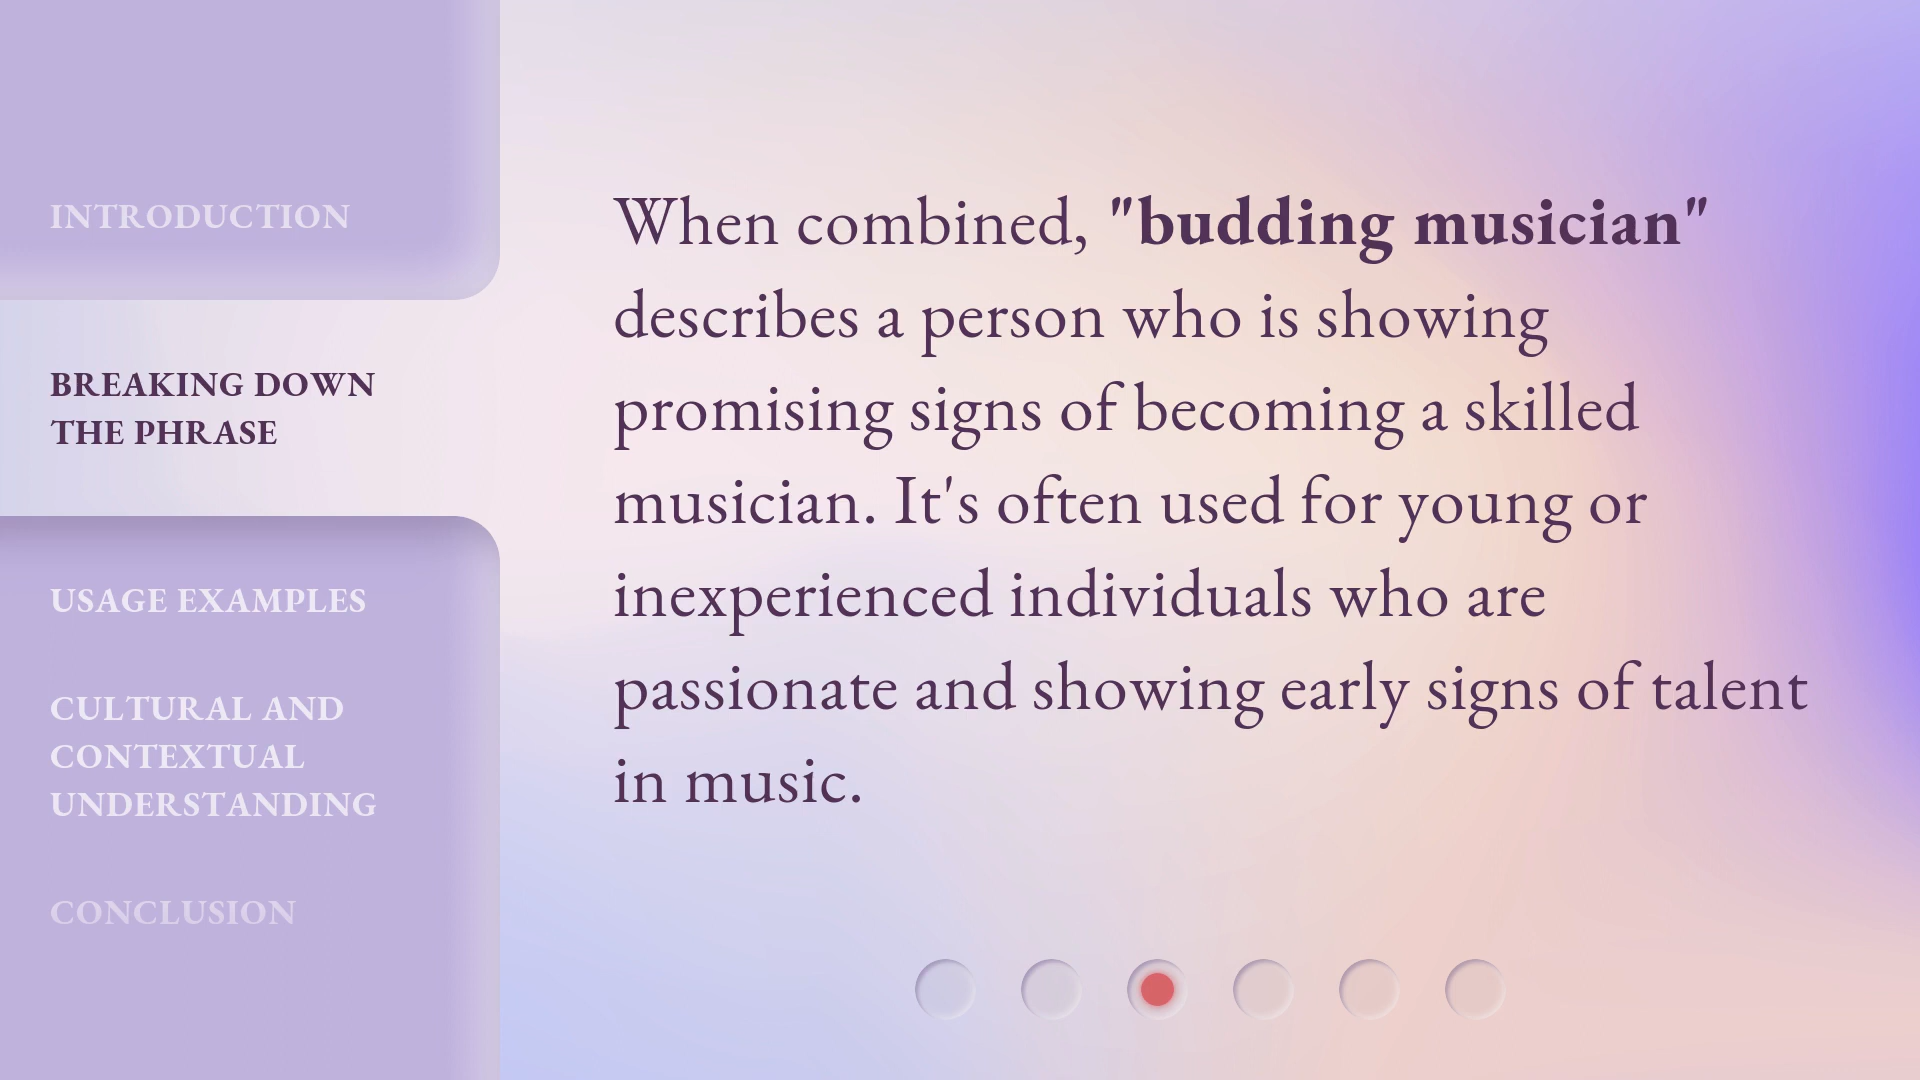 INTRODUCTION
BREAKING DOWN
THE PHRASE
USAGE EXAMPLES
CULTURAL AND
CONTEXTUAL
UNDERSTANDING
CONCLUSION
When combined, "budding musician"
describes a person who is showing
promising signs of becoming a skilled
musician. It's often used for young or
inexperienced individuals who are
passionate and showing early signs of talent
in music.